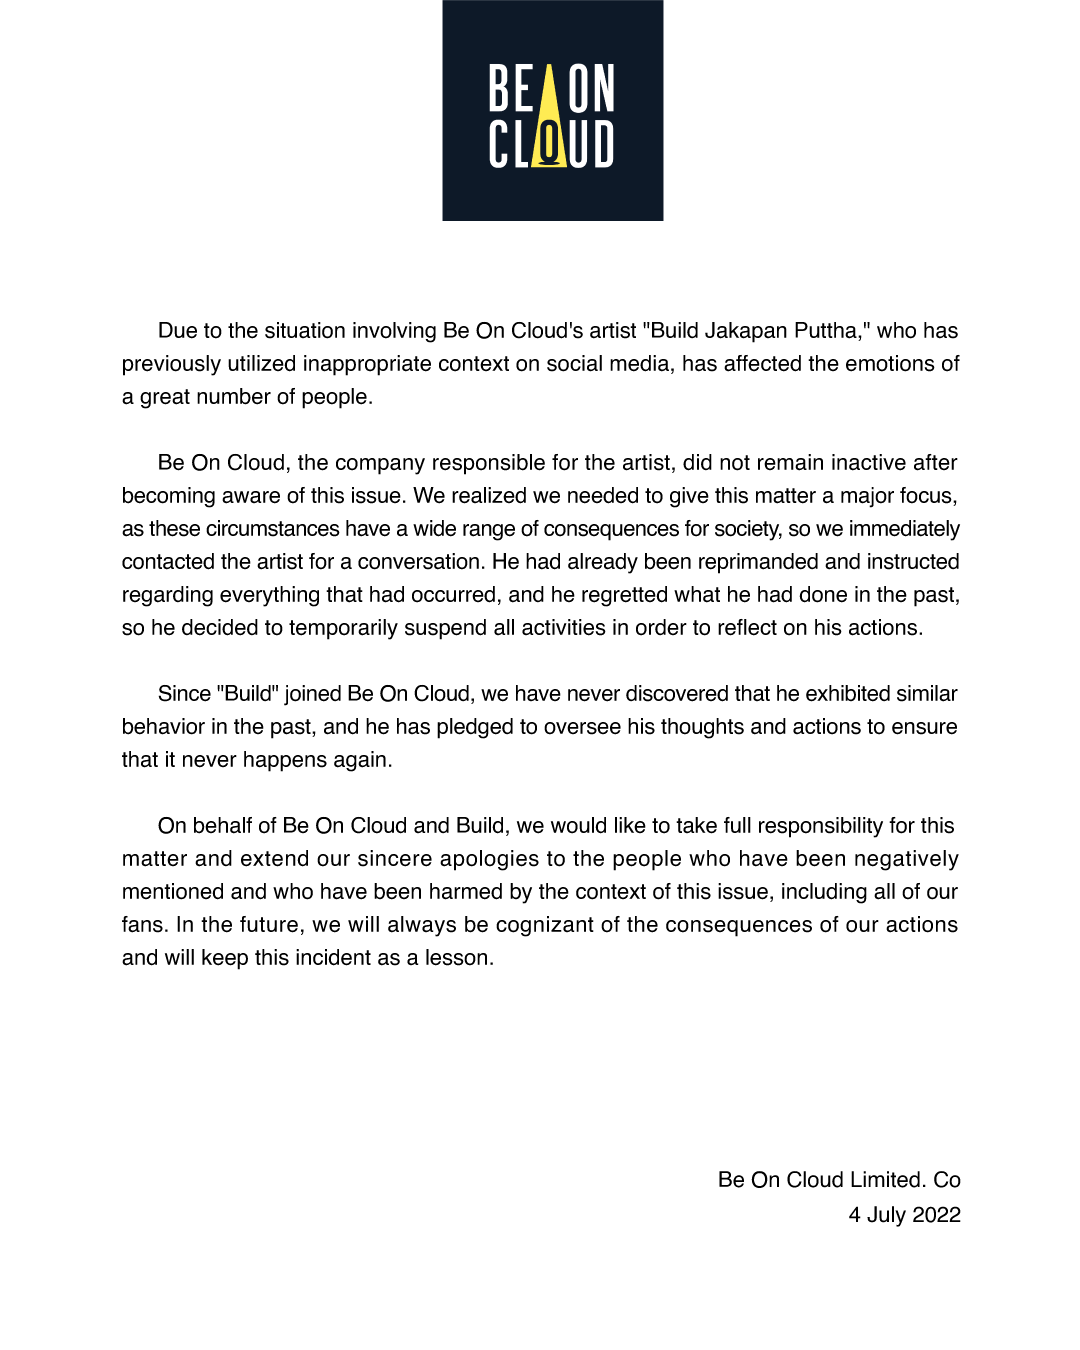 BE ON
CLOUD
Due to the situation involving Be On Cloud's artist "Build Jakapan Puttha," who has
previously utilized inappropriate context on social media, has affected the emotions of
a great number of people.
Be On Cloud, the company responsible for the artist, did not remain inactive after
becoming aware of this issue. We realized we needed to give this matter a major focus,
as these circumstances have a wide range of consequences for society, so we immediately
contacted the artist for a conversation. He had already been reprimanded and instructed
regarding everything that had occurred, and he regretted what he had done in the past,
so he decided to temporarily suspend all activities in order to reflect on his actions.
Since "Build" joined Be On Cloud, we have never discovered that he exhibited similar
behavior in the past, and he has pledged to oversee his thoughts and actions to ensure
that it never happens again.
On behalf of Be On Cloud and Build, we would like to take full responsibility for this
matter and extend our sincere apologies to the people who have been negatively
mentioned and who have been harmed by the context of this issue, including all of our
fans. In the future, we will always be cognizant of the consequences of our actions
and will keep this incident as a lesson.
Be On Cloud Limited. Co
4 July 2022